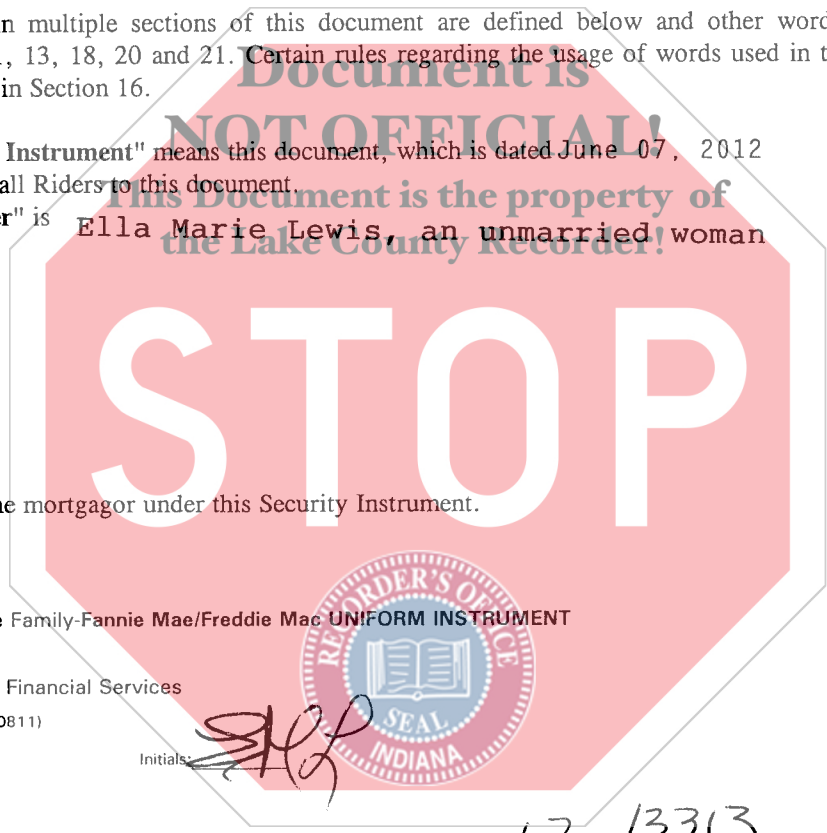 n multiple sections of this document are defined below and other word
, 13, 18, 20 and 21. Certain rules regarding the usage of words used in t
in Section 16.
Document is
NOT OFFICIAL!
Instrument" means this document, which is dated June 07, 2012
all Riders to this document.
This Document is the property of
r" is Ella Marie Lewis, an unmarried woman
the Lake County Recorder!
STOP
e mortgagor under this Security Instrument.
RECORDER'S OFFICE
Family-Fannie Mae/Freddie Mac UNIFORM INSTRUMENT
Financial Services
0811)
SEAL
INDIANA
Initials:
13313